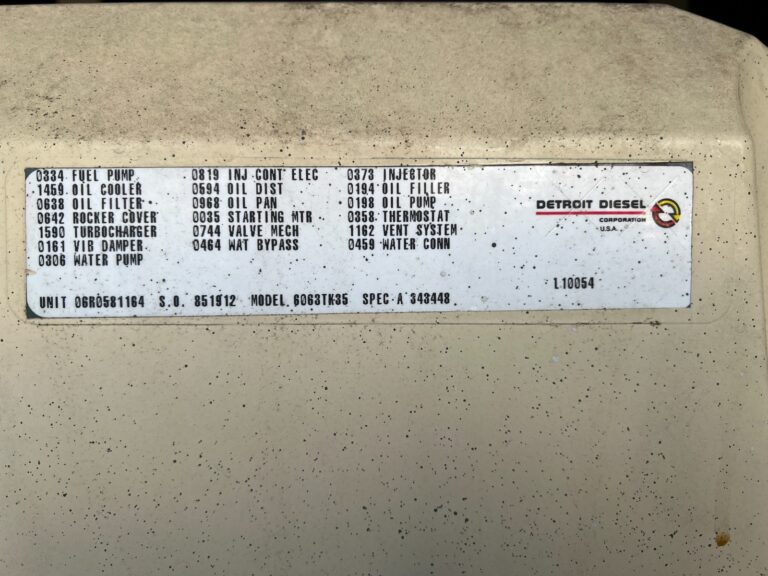 0334 FUEL PUMP 0819 INJ CONT ELEC 0373 INJECTOR
1459 OIL COOLER 0594 OIL DIST 0194 OIL FILLER
0638 OIL FILTER 0968 OIL PAN 0198 OIL PUMP
0642 ROCKER COVER 0035 STARTING MTR 0358 THERMOSTAT
1590 TURBOCHARGER 0744 VALVE MECH 1162 VENT SYSTEM
0161 VIB DAMPER 0464 WAT BYPASS 0459 WATER CONN
0306 WATER PUMP
DETROIT DIESEL
CORPORATION
U.S.A.
L10054
UNIT 06R0581164 S.O. 851912 MODEL 6063TK35 SPEC A 343448